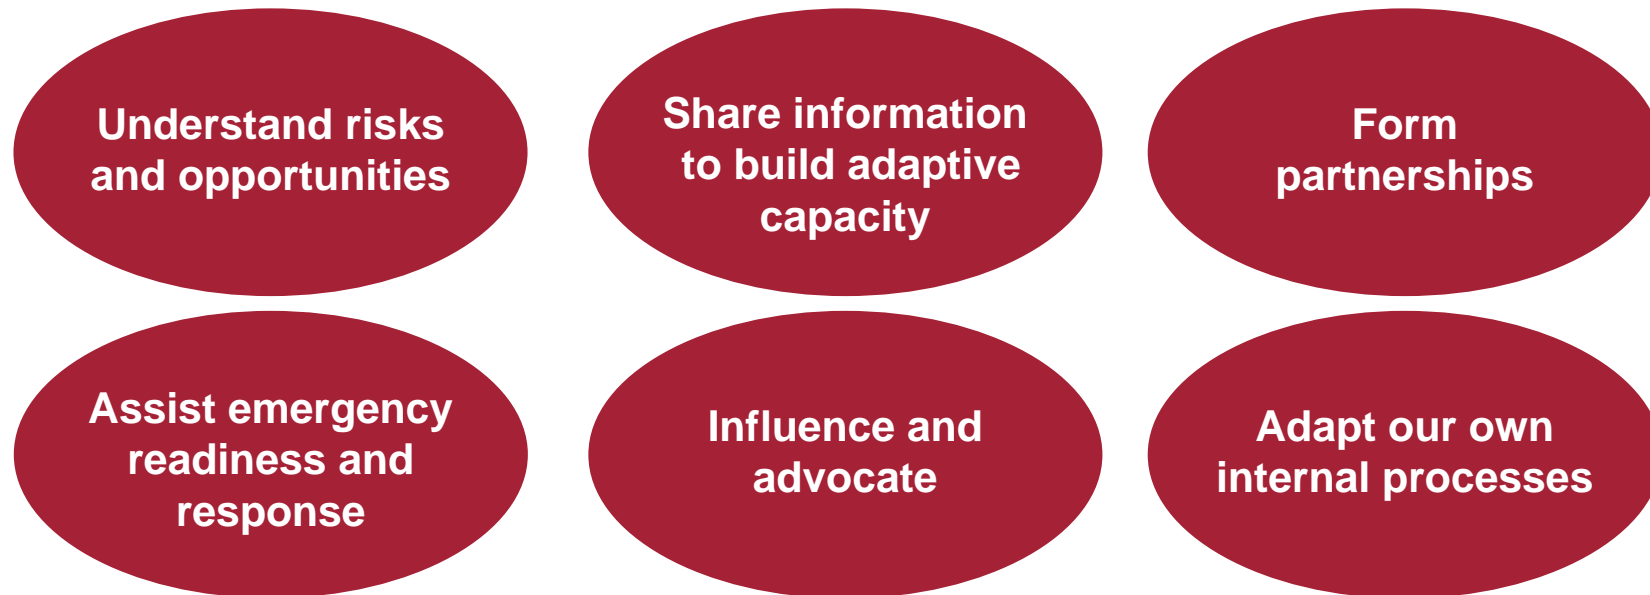 Understand risks
and opportunities
Share information
to build adaptive
capacity
Form
partnerships
Assist emergency
readiness and
response
Influence and
advocate
Adapt our own
internal processes